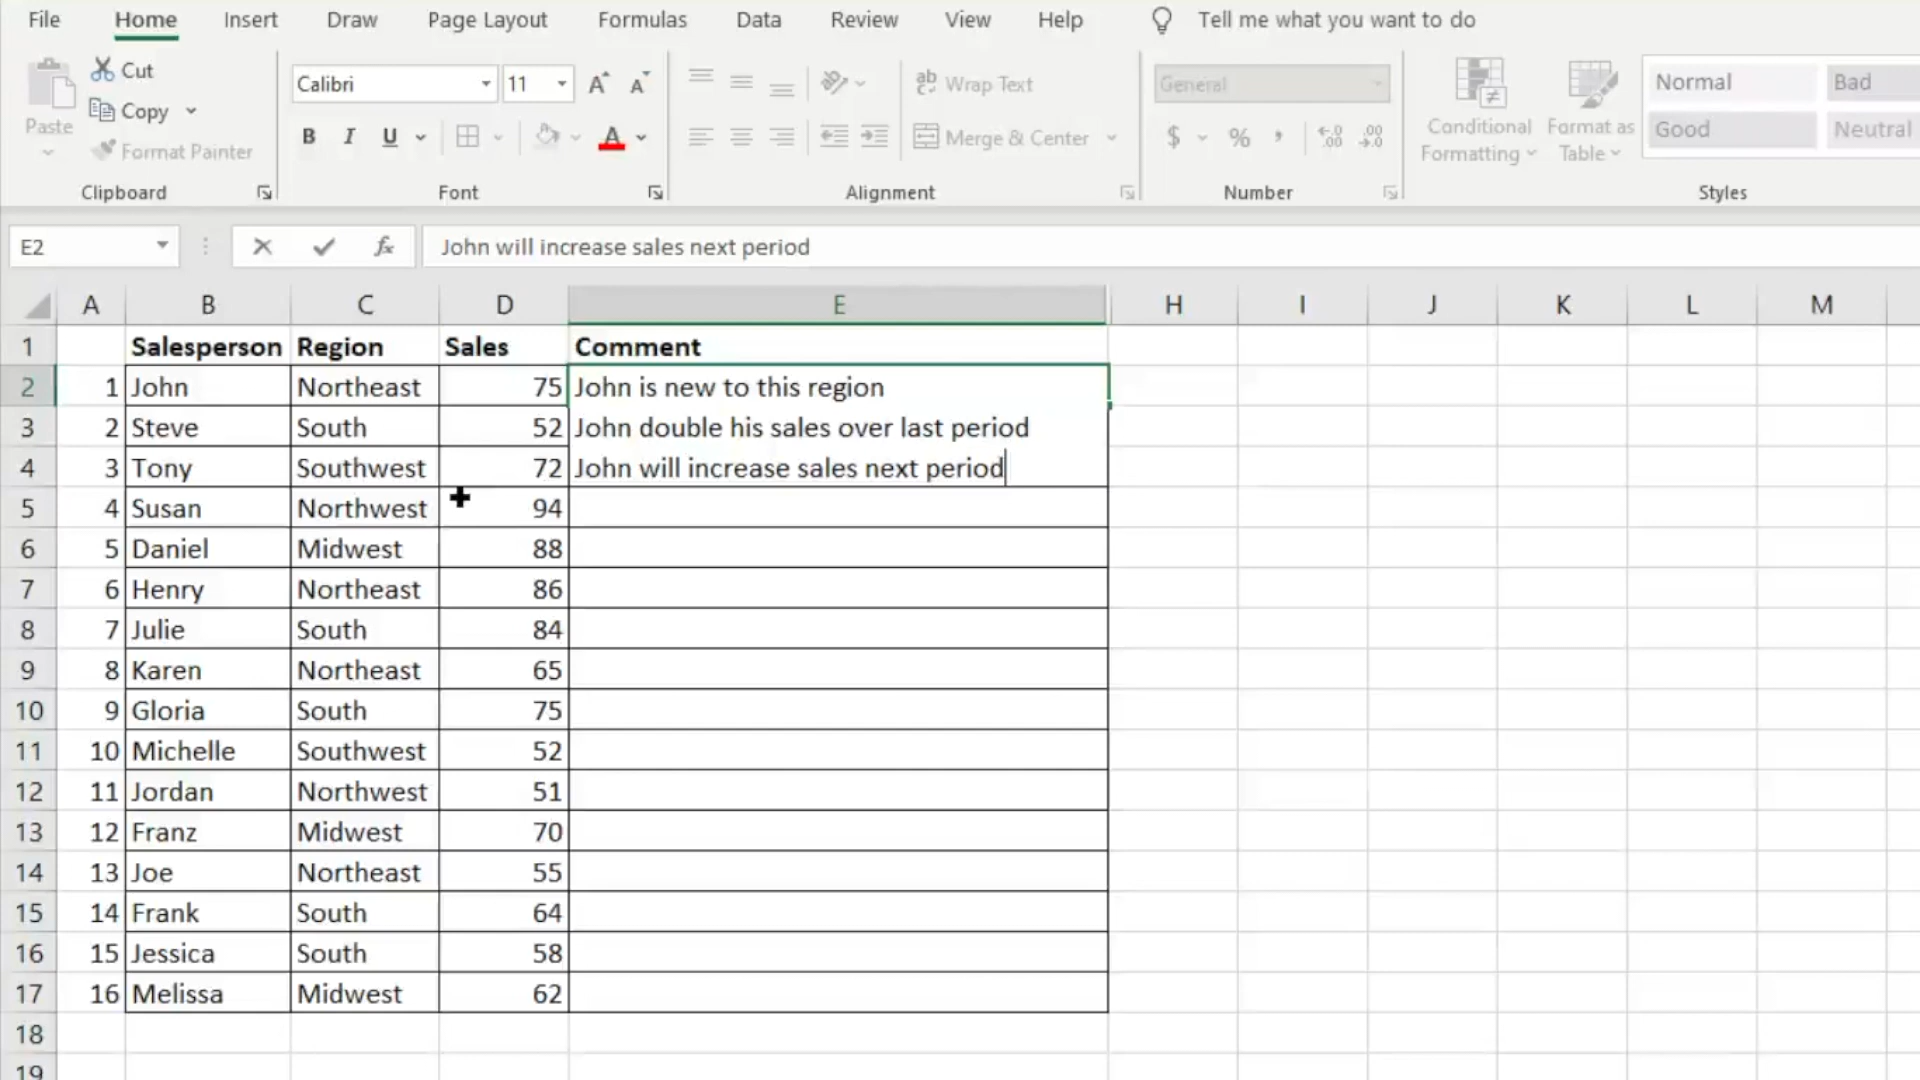 File Home Insert Draw Page Layout Formulas Data Review View Help Tell me what you want to do
Paste
Cut
Copy
Format Painter
Clipboard
Calibri 11 A A
B I U A
Font
ab Wrap Text
Merge & Center
Alignment
General
$ % ,
Number
Conditional Formatting
Format as Table
Normal Bad
Good Neutral
Styles
E2 fx John will increase sales next period
A B C D E H I J K L M
1 Salesperson Region Sales Comment
2 1 John Northeast 75 John is new to this region
3 2 Steve South 52 John double his sales over last period
4 3 Tony Southwest 72 John will increase sales next period
5 4 Susan Northwest 94
6 5 Daniel Midwest 88
7 6 Henry Northeast 86
8 7 Julie South 84
9 8 Karen Northeast 65
10 9 Gloria South 75
11 10 Michelle Southwest 52
12 11 Jordan Northwest 51
13 12 Franz Midwest 70
14 13 Joe Northeast 55
15 14 Frank South 64
16 15 Jessica South 58
17 16 Melissa Midwest 62
18
19